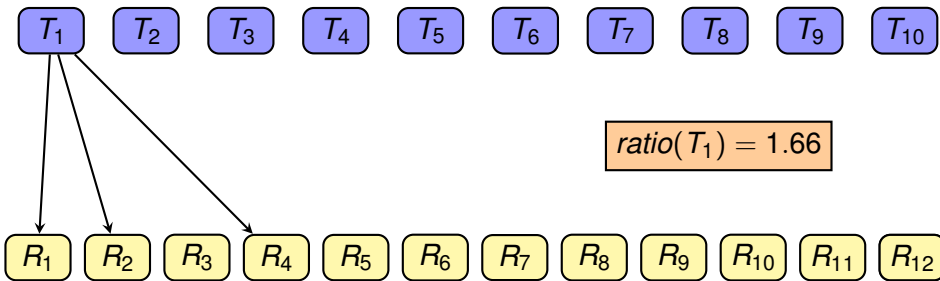 T₁ T₂ T₃ T₄ T₅ T₆ T₇ T₈ T₉ T₁₀
ratio(T₁) = 1.66
R₁ R₂ R₃ R₄ R₅ R₆ R₇ R₈ R₉ R₁₀ R₁₁ R₁₂